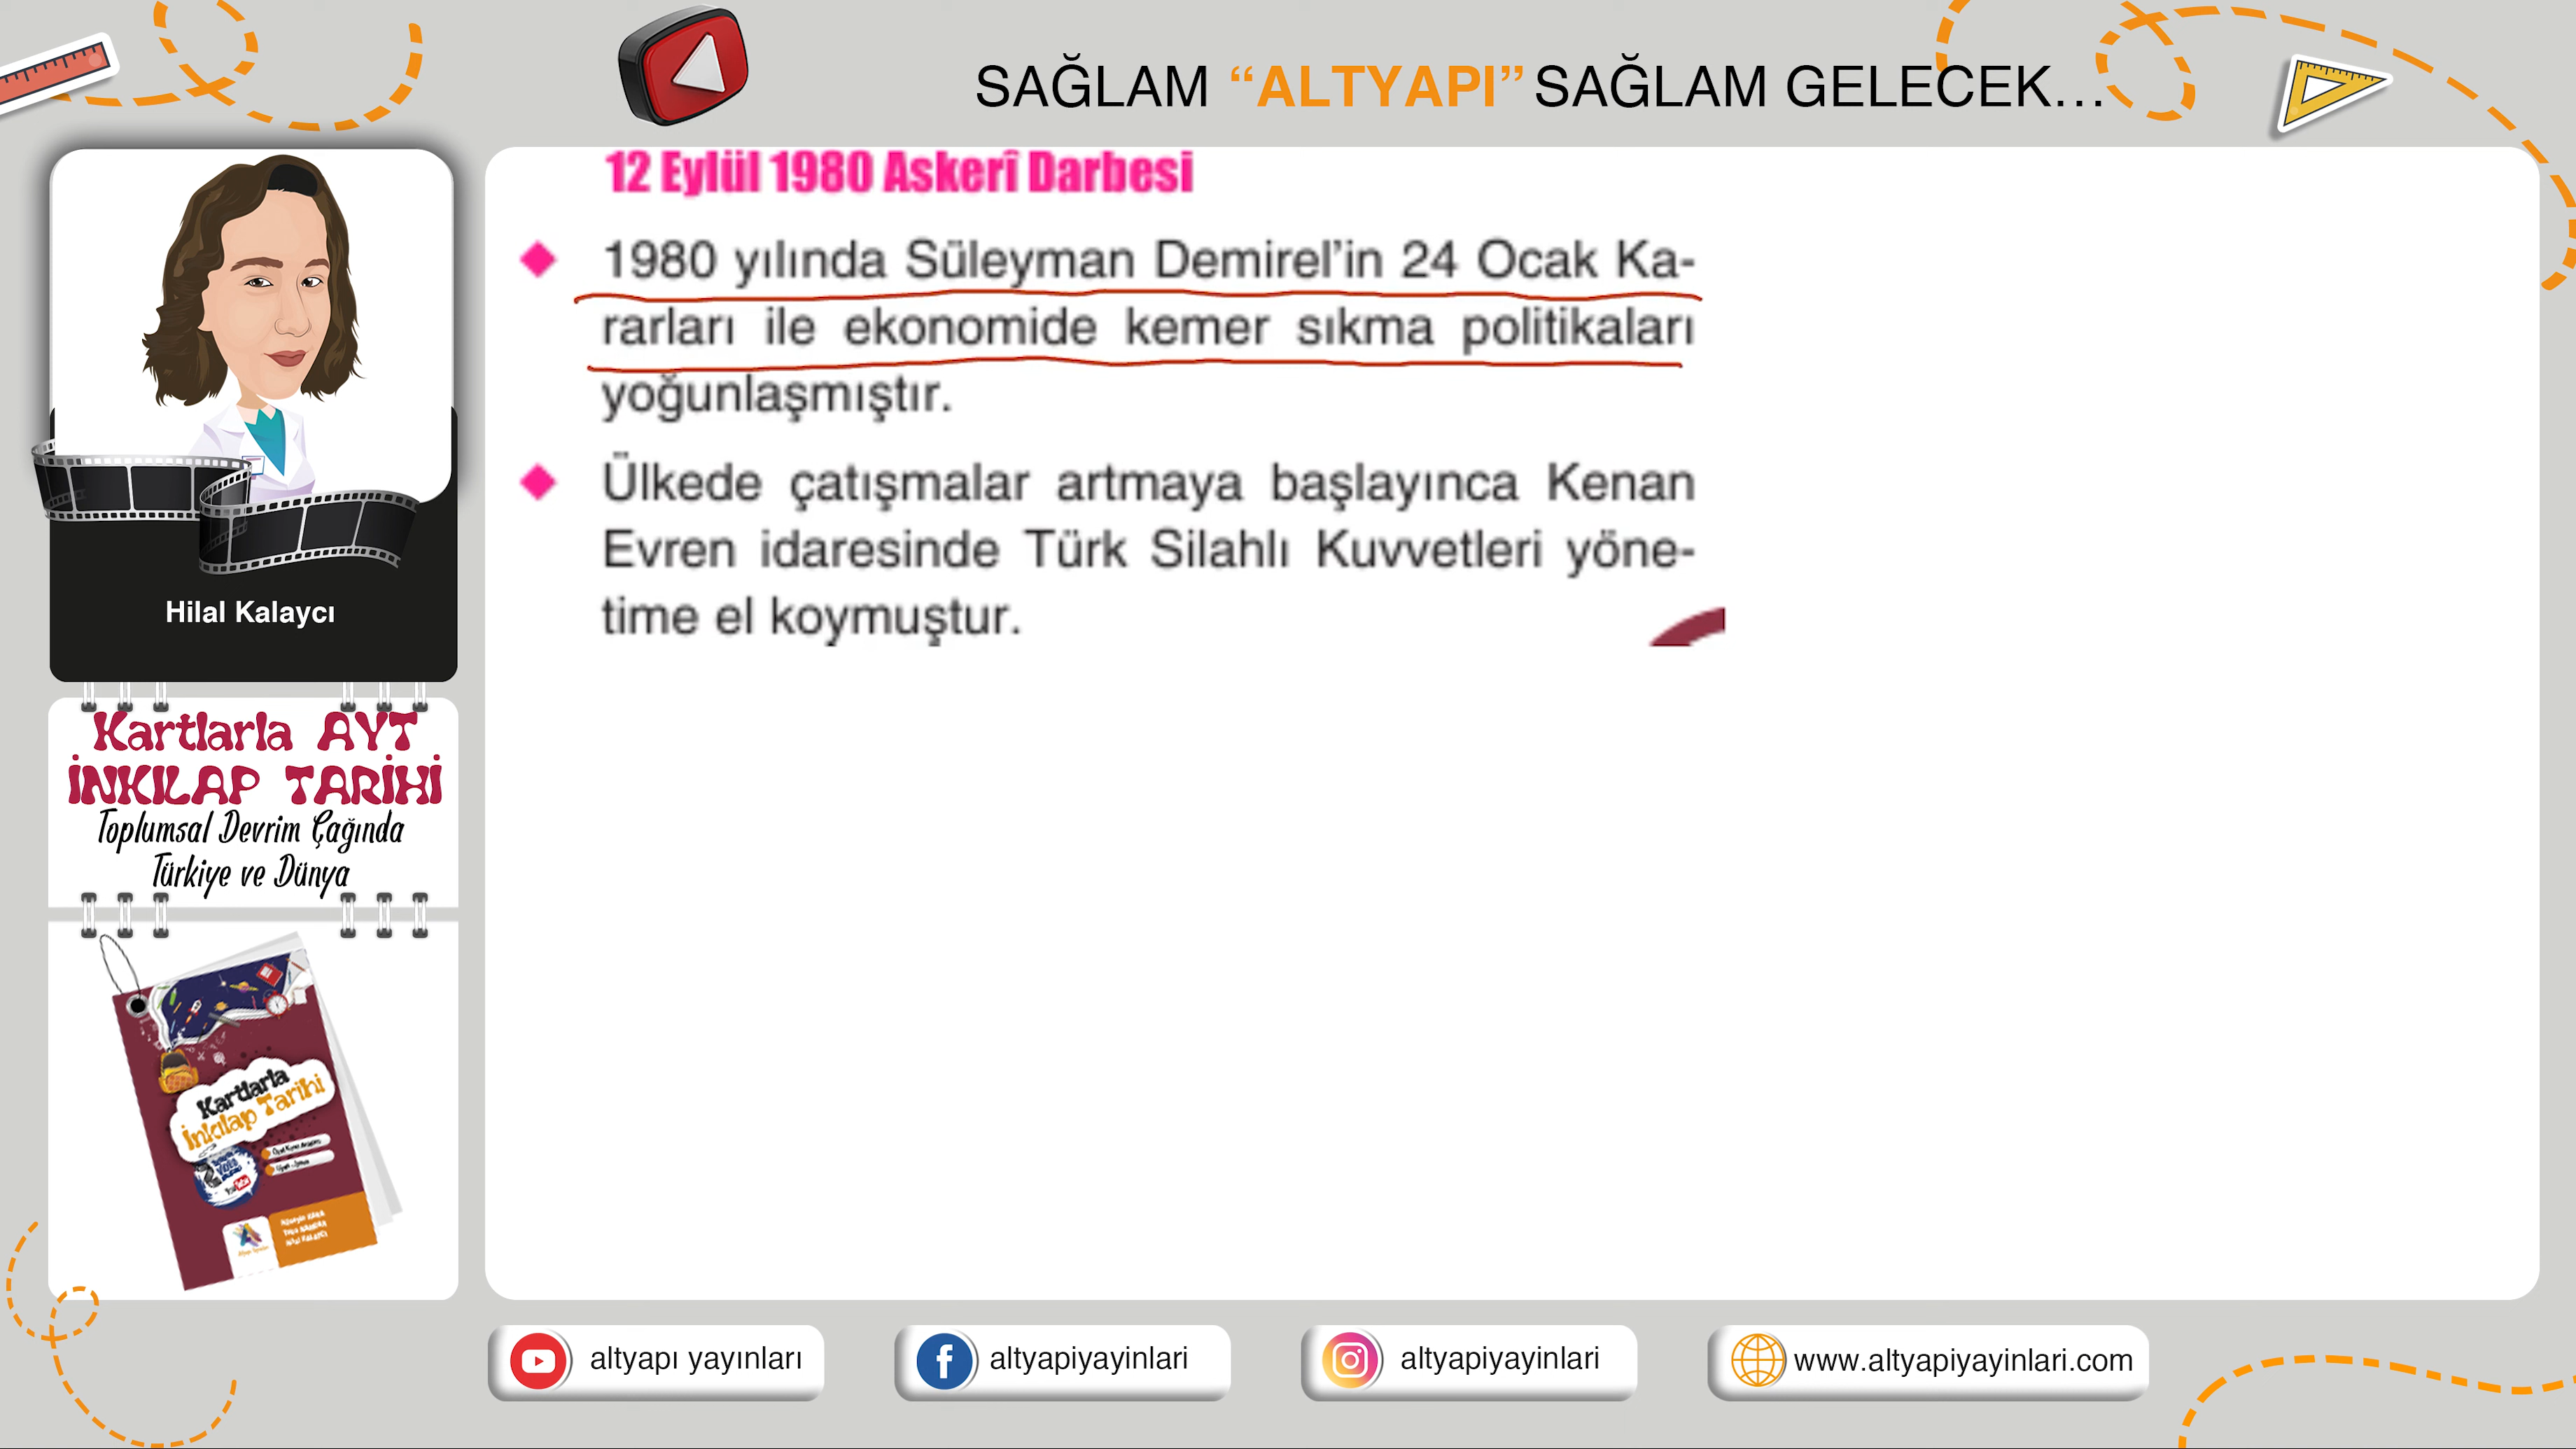 SAĞLAM “ALTYAPI” SAĞLAM GELECEK...
12 Eylül 1980 Askerî Darbesi
1980 yılında Süleyman Demirel’in 24 Ocak Ka-
rarları ile ekonomide kemer sıkma politikaları
yoğunlaşmıştır.
Ülkede çatışmalar artmaya başlayınca Kenan
Evren idaresinde Türk Silahlı Kuvvetleri yöne-
time el koymuştur.
Hilal Kalaycı
Kartlarla AYT
İNKILAP TARİHİ
Toplumsal Devrim Çağında
Türkiye ve Dünya
Kartlarla
İnkılap Tarihi
altyapı yayınları
altyapiyayinlari
altyapiyayinlari
www.altyapiyayinlari.com